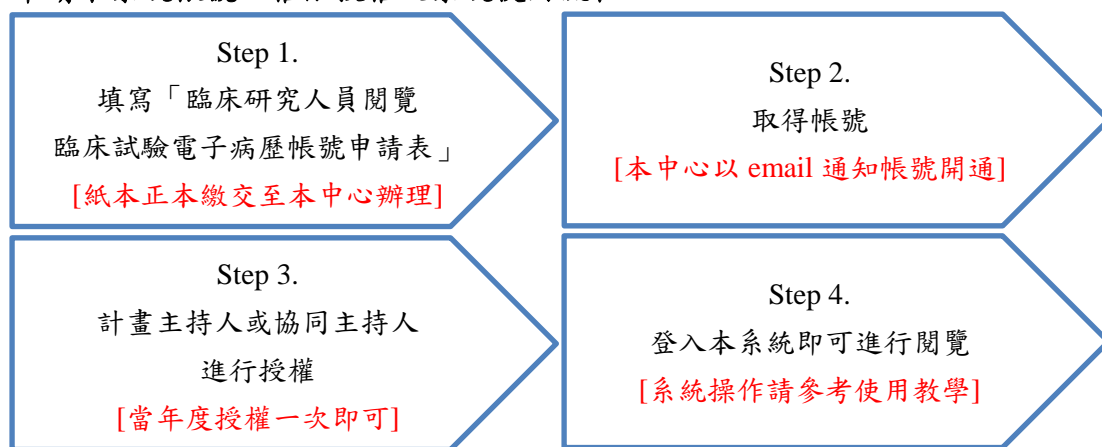 Step 1.
填寫「臨床研究人員閱覽
臨床試驗電子病歷帳號申請表」
[紙本正本繳交至本中心辦理]
Step 2.
取得帳號
[本中心以 email 通知帳號開通]
Step 3.
計畫主持人或協同主持人
進行授權
[當年度授權一次即可]
Step 4.
登入本系統即可進行閱覽
[系統操作請參考使用教學]